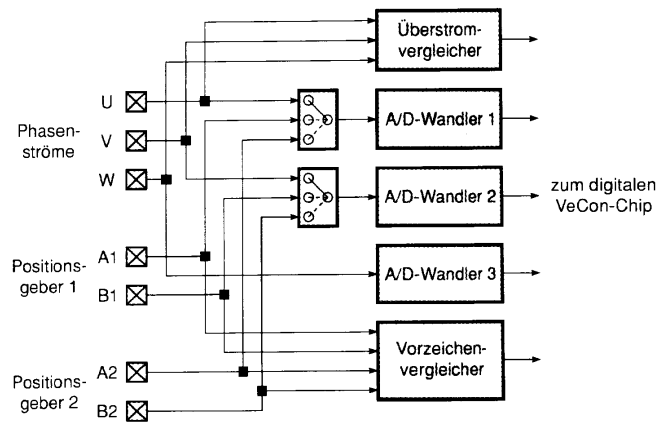 Überstrom-
vergleicher
U
Phasen-
ströme
V
W
A/D-Wandler 1
A/D-Wandler 2
zum digitalen
VeCon-Chip
A/D-Wandler 3
Positions-
geber 1
A1
B1
Vorzeichen-
vergleicher
Positions-
geber 2
A2
B2